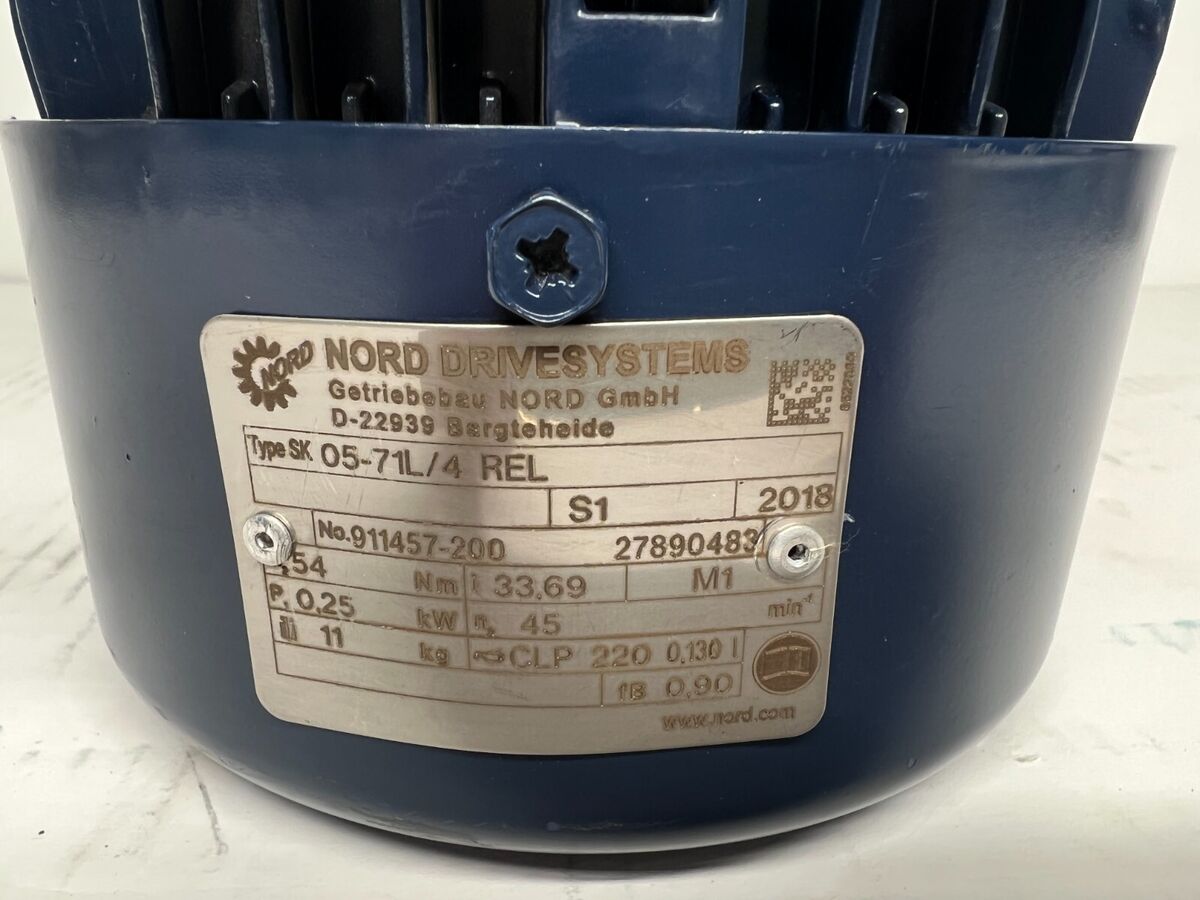 NORD NORD DRIVESYSTEMS
Getriebebau NORD GmbH
D-22939 Bargteheide
Type SK 05-71L/4 REL
S1 2018
No. 911457-200 27890483
54 Nm i 33,69 M1
P₁ 0,25 kW n₂ 45 min⁻¹
11 kg CLP 220 0,130 l
fB 0,90
www.nord.com